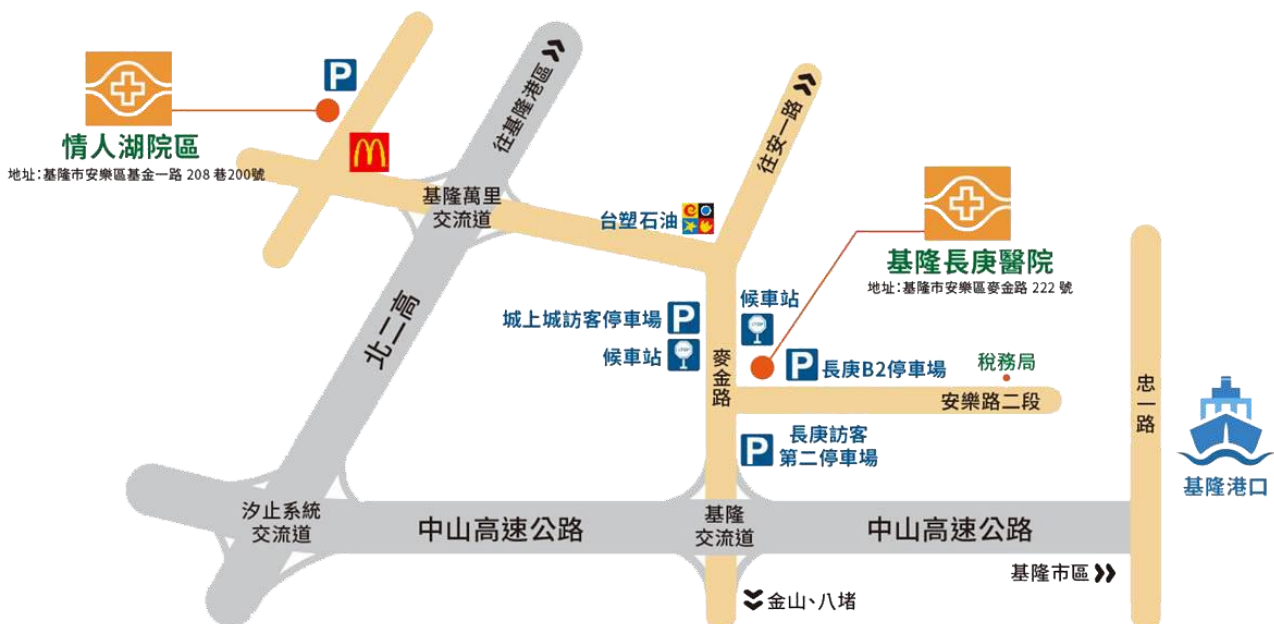 P
情人湖院區
地址:基隆市安樂區基金一路 208 巷200號
往基隆港區
基隆萬里
交流道
往安一路
台塑石油
基隆長庚醫院
地址:基隆市安樂區麥金路 222 號
北二高
城上城訪客停車場 P
候車站
候車站
麥金路
P 長庚B2停車場
稅務局
安樂路二段
忠一路
P 長庚訪客
第二停車場
基隆港口
汐止系統
交流道
中山高速公路
基隆
交流道
中山高速公路
基隆市區
金山、八堵